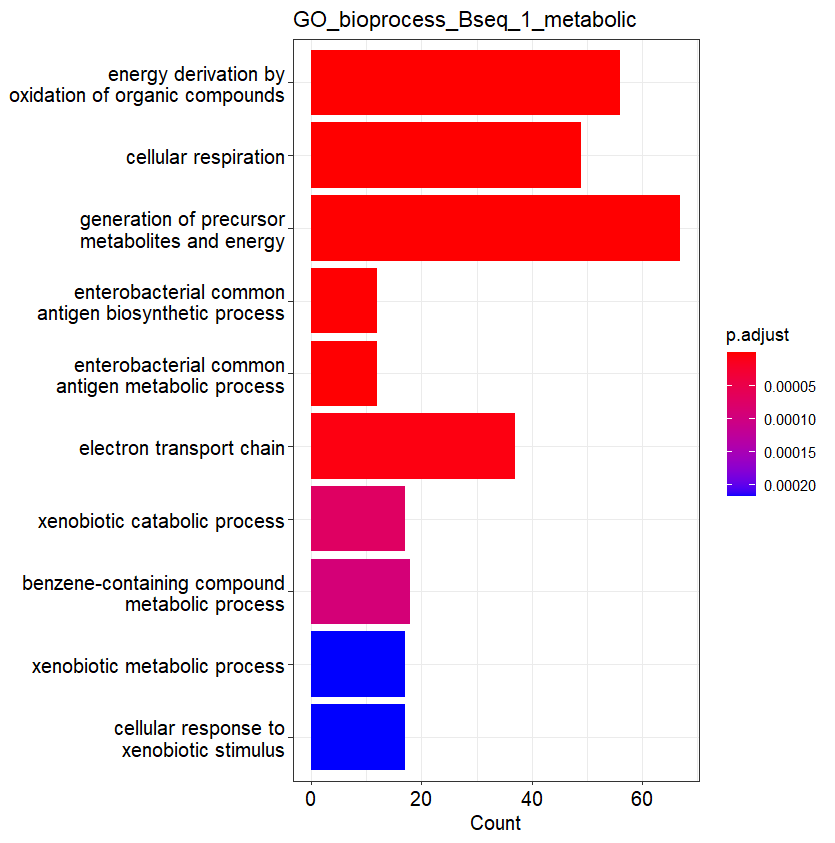 GO_bioprocess_Bseq_1_metabolic
energy derivation by
oxidation of organic compounds
cellular respiration
generation of precursor
metabolites and energy
enterobacterial common
antigen biosynthetic process
enterobacterial common
antigen metabolic process
electron transport chain
xenobiotic catabolic process
benzene-containing compound
metabolic process
xenobiotic metabolic process
cellular response to
xenobiotic stimulus
0 20 40 60
Count
p.adjust
0.00005
0.00010
0.00015
0.00020